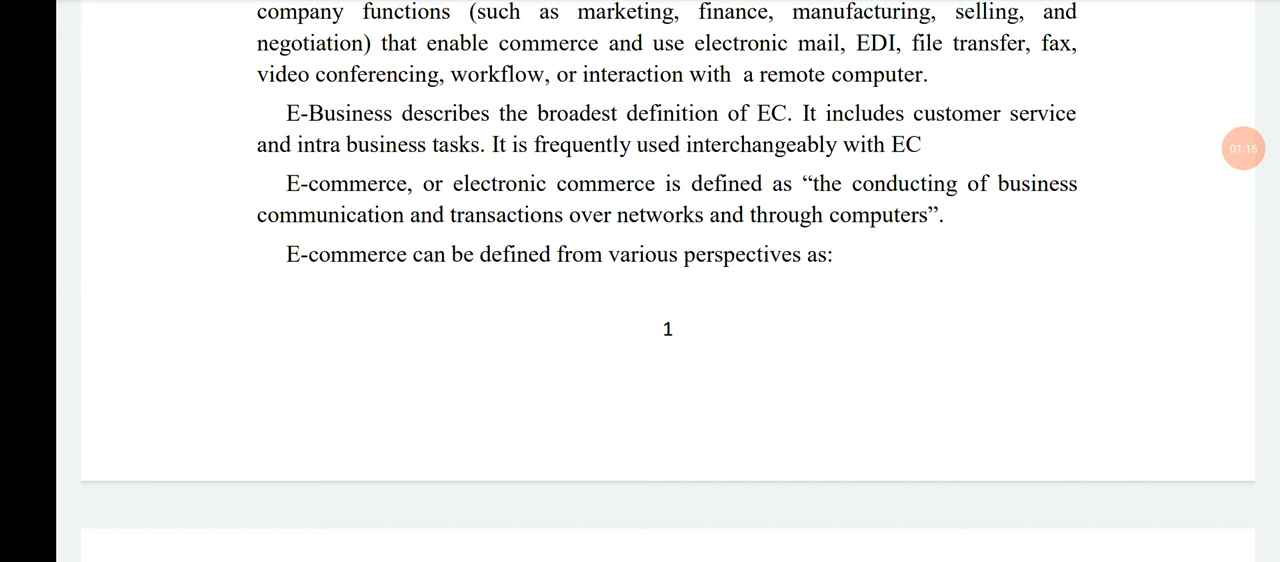 company functions (such as marketing, finance, manufacturing, selling, and
negotiation) that enable commerce and use electronic mail, EDI, file transfer, fax,
video conferencing, workflow, or interaction with a remote computer.
E-Business describes the broadest definition of EC. It includes customer service
and intra business tasks. It is frequently used interchangeably with EC
01:16
E-commerce, or electronic commerce is defined as “the conducting of business
communication and transactions over networks and through computers”.
E-commerce can be defined from various perspectives as:
1